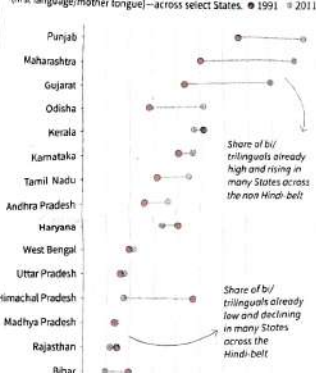 (first language/mother tongue)—across select States. 1991 2011
Punjab
Maharashtra
Gujarat
Odisha
Kerala
Karnataka
Tamil Nadu
Andhra Pradesh
Haryana
West Bengal
Uttar Pradesh
Himachal Pradesh
Madhya Pradesh
Rajasthan
Bihar
Share of bi/
trilinguals already
high and rising in
many States across
the non Hindi-belt
Share of bi/
trilinguals already
low and declining
in many States
across the
Hindi-belt